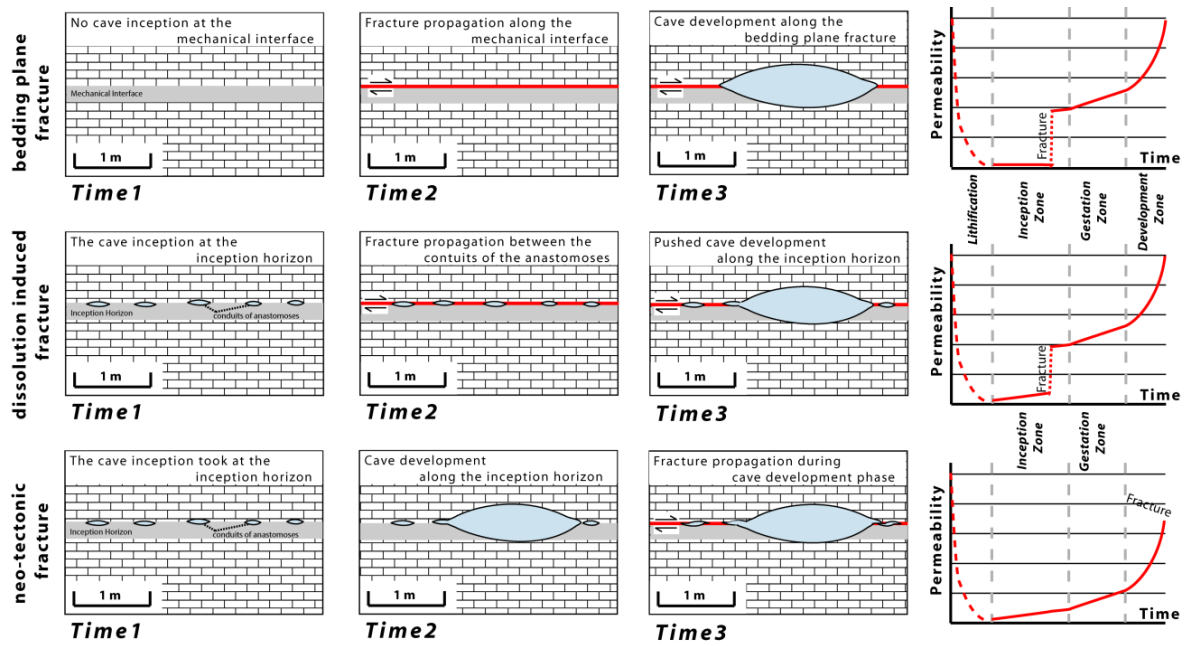 bedding plane
fracture
No cave inception at the
mechanical interface
Mechanical Interface
1 m
Time1
Fracture propagation along the
mechanical interface
1 m
Time2
Cave development along the
bedding plane fracture
1 m
Time3
Permeability
Fracture
Time
Lithification
Inception
Zone
Gestation
Zone
Development
Zone
dissolution induced
fracture
The cave inception at the
inception horizon
Inception Horizon
conduits of anastomoses
1 m
Time1
Fracture propagation between the
contuits of the anastomoses
1 m
Time2
Pushed cave development
along the inception horizon
1 m
Time3
Permeability
Fracture
Time
Inception
Zone
Gestation
Zone
neo-tectonic
fracture
The cave inception took at the
inception horizon
Inception Horizon
conduits of anastomoses
1 m
Time1
Cave development
along the inception horizon
1 m
Time2
Fracture propagation during
cave development phase
1 m
Time3
Permeability
Fracture
Time